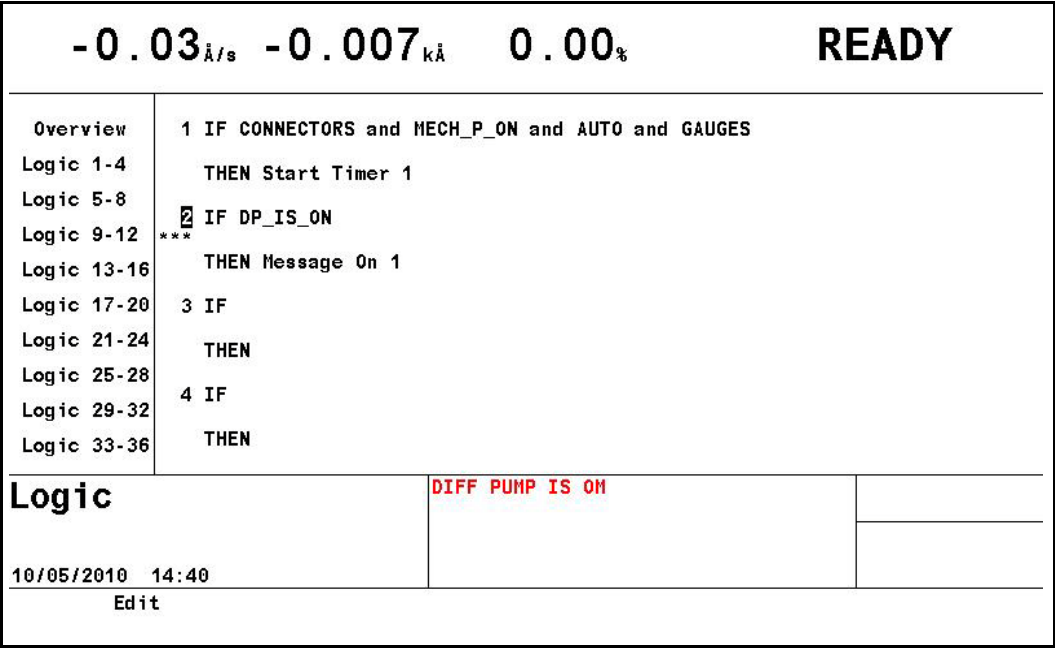 -0.03Å/s -0.007kÅ 0.00% READY
Overview
Logic 1-4
Logic 5-8
Logic 9-12
Logic 13-16
Logic 17-20
Logic 21-24
Logic 25-28
Logic 29-32
Logic 33-36
1 IF CONNECTORS and MECH_P_ON and AUTO and GAUGES
THEN Start Timer 1
2 IF DP_IS_ON
***
THEN Message On 1
3 IF
THEN
4 IF
THEN
Logic
10/05/2010 14:40
DIFF PUMP IS OM
Edit